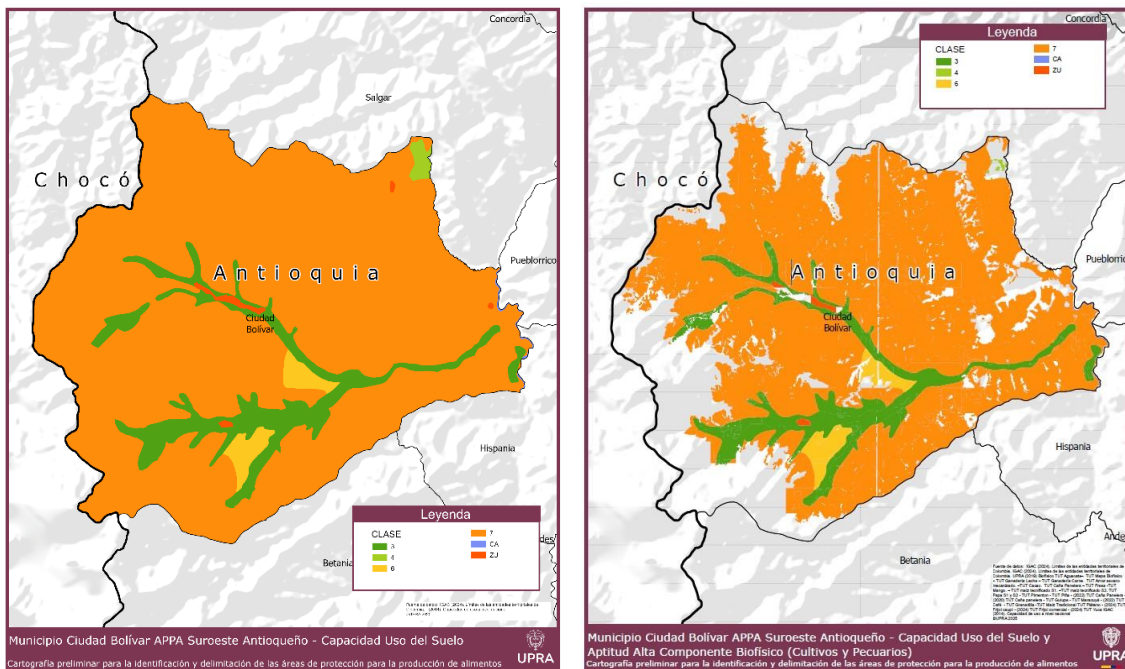 Concordia
Salgar
Chocó
Antioquia
Pueblorrico
Ciudad
Bolívar
Hispania
Leyenda
CLASE
3
4
6
7
CA
ZU
Betania
Municipio Ciudad Bolívar APPA Suroeste Antioqueño - Capacidad Uso del Suelo
Cartografía preliminar para la identificación y delimitación de las áreas de protección para la producción de alimentos
UPRA
Concordia
Leyenda
CLASE
3
4
6
7
CA
ZU
Salgar
Chocó
Antioquia
Pueblorrico
Ciudad
Bolívar
Hispania
Betania
Municipio Ciudad Bolívar APPA Suroeste Antioqueño - Capacidad Uso del Suelo y
Aptitud Alta Componente Biofísico (Cultivos y Pecuarios)
Cartografía preliminar para la identificación y delimitación de las áreas de protección para la producción de alimentos
UPRA